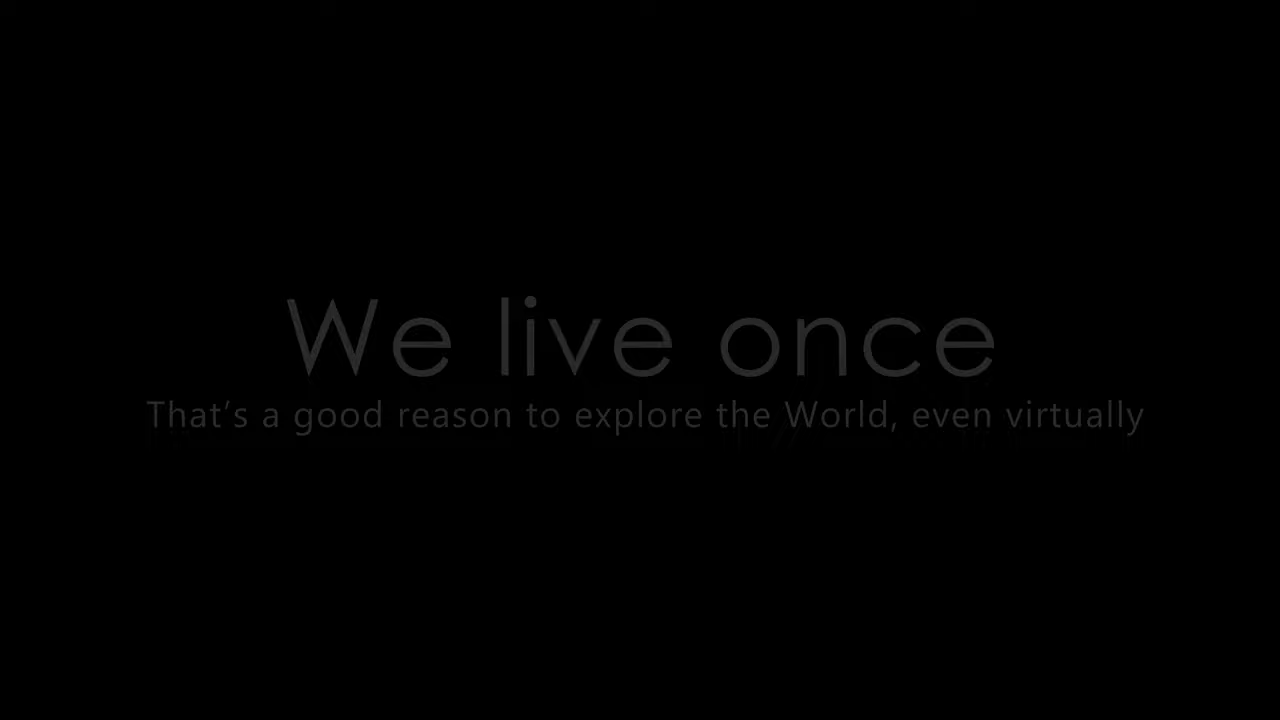 We live once
That’s a good reason to explore the World, even virtually